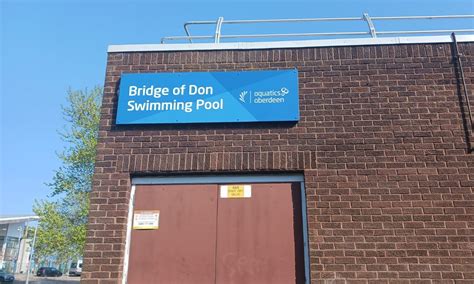 Bridge of Don
Swimming Pool
aquatics
aberdeen